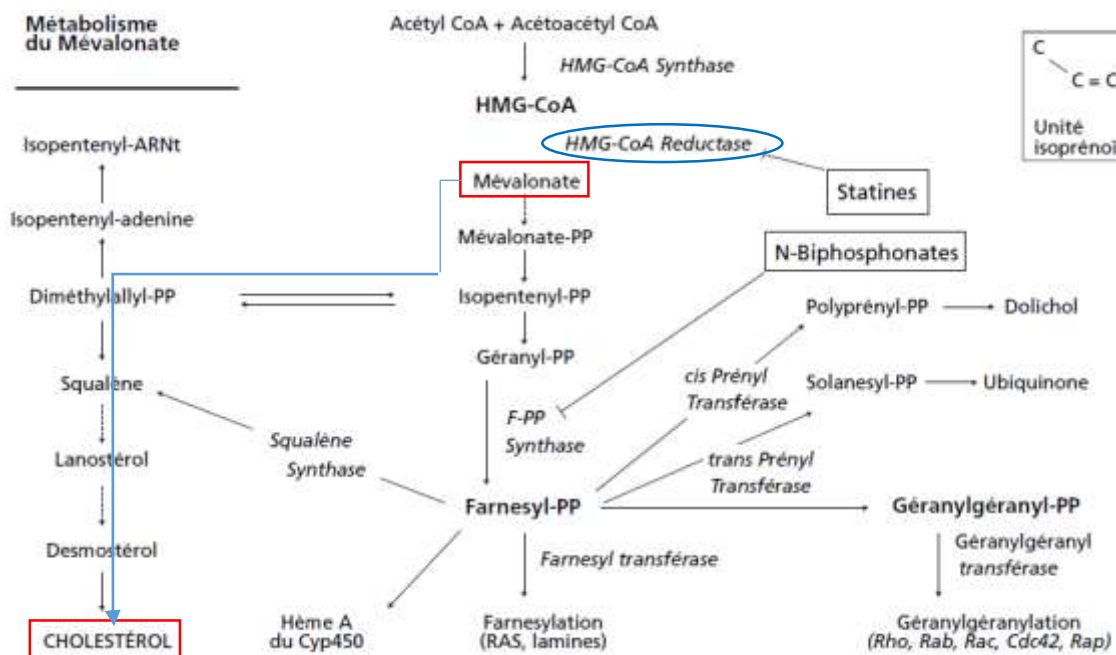 Métabolisme
du Mévalonate
Acétyl CoA + Acétoacétyl CoA
HMG-CoA Synthase
HMG-CoA
HMG-CoA Reductase
C
C = C
Unité
Statines
Mévalonate
Isopentenyl-ARNt
Isopentenyl-adenine
Mévalonate-PP
N-Biphosphonates
Diméthylallyl-PP
Isopentenyl-PP
Polyprényl-PP
Dolichol
Géranyl-PP
Squalène
cis Prényl
Transférase
Solanesyl-PP
Ubiquinone
F-PP
Synthase
Squalène
Synthase
Lanostérol
trans Prényl
Transférase
Farnesyl-PP
Géranylgéranyl-PP
Desmostérol
Farnesyl transférase
Géranylgéranyl
transférase
CHOLESTÉROL
Hème A
du Cyp450
Farnesylation
(RAS, lamines)
Géranylgéranylation
(Rho, Rab, Rac, Cdc42, Rap)